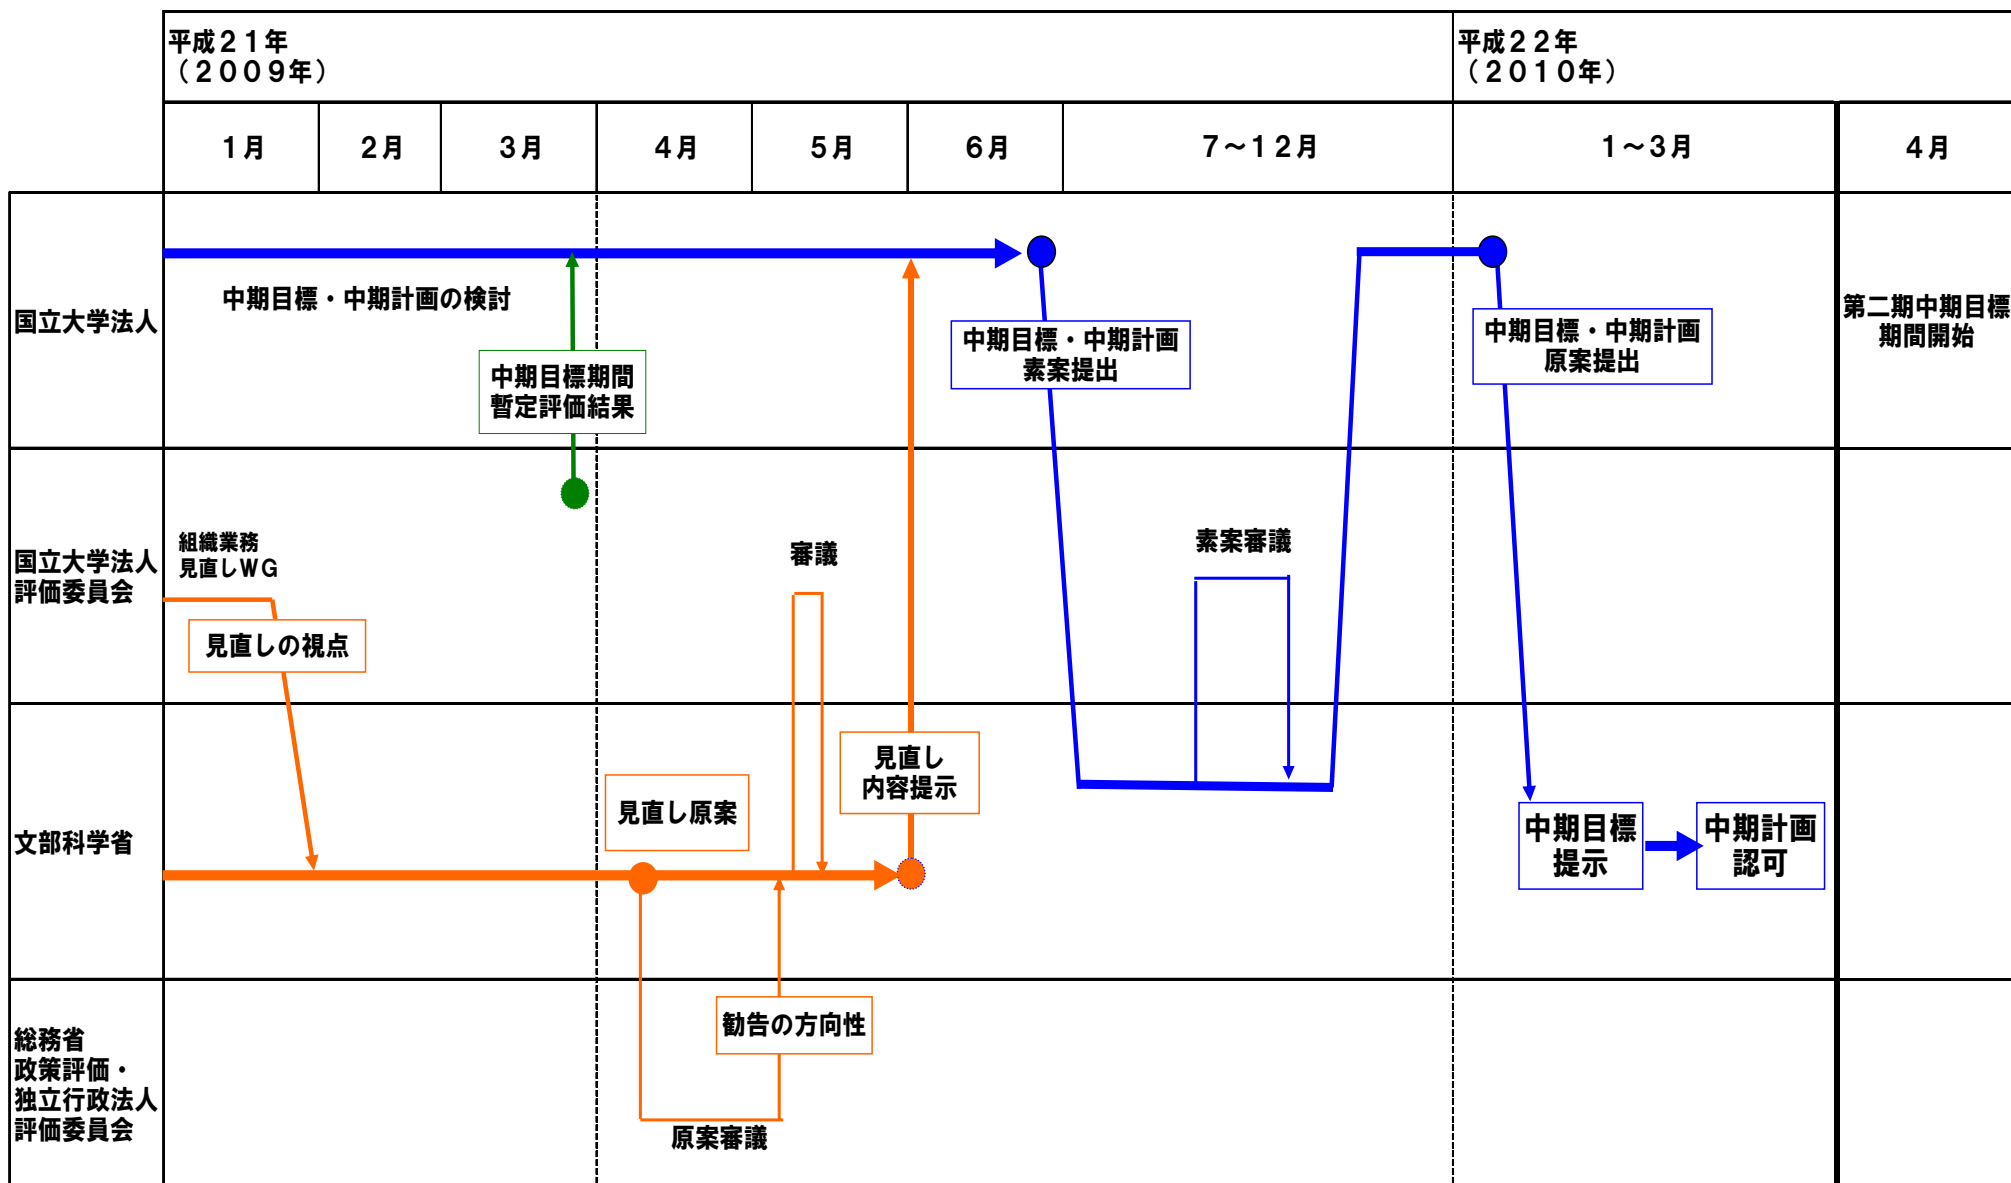 平成２１年
（２００９年）
平成２２年
（２０１０年）
１月
２月
３月
４月
５月
６月
７～１２月
１～３月
４月
国立大学法人
中期目標・中期計画の検討
中期目標期間
暫定評価結果
中期目標・中期計画
素案提出
中期目標・中期計画
原案提出
第二期中期目標
期間開始
国立大学法人
評価委員会
組織業務
見直しＷＧ
見直しの視点
審議
素案審議
文部科学省
見直し原案
見直し
内容提示
中期目標
提示
中期計画
認可
総務省
政策評価・
独立行政法人
評価委員会
勧告の方向性
原案審議